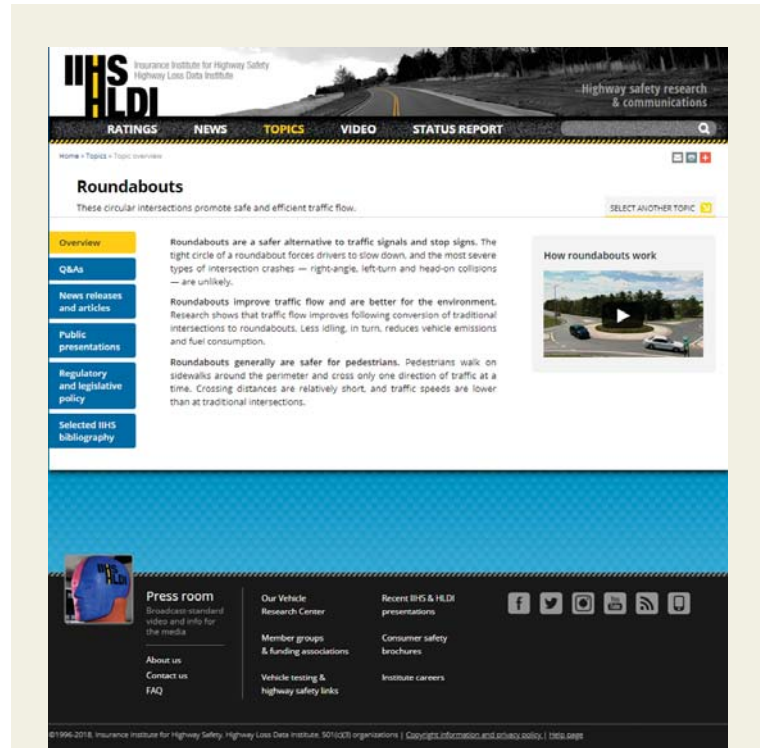 IIHS
HLDI
Insurance Institute for Highway Safety
Highway Loss Data Institute
Highway safety research
& communications
RATINGS NEWS TOPICS VIDEO STATUS REPORT
Home » Topics » Topic overview
Roundabouts
These circular intersections promote safe and efficient traffic flow.
SELECT ANOTHER TOPIC
Overview
Q&As
News releases
and articles
Public
presentations
Regulatory
and legislative
policy
Selected IIHS
bibliography
Roundabouts are a safer alternative to traffic signals and stop signs. The
tight circle of a roundabout forces drivers to slow down, and the most severe
types of intersection crashes — right-angle, left-turn and head-on collisions
— are unlikely.
Roundabouts improve traffic flow and are better for the environment.
Research shows that traffic flow improves following conversion of traditional
intersections to roundabouts. Less idling, in turn, reduces vehicle emissions
and fuel consumption.
Roundabouts generally are safer for pedestrians. Pedestrians walk on
sidewalks around the perimeter and cross only one direction of traffic at a
time. Crossing distances are relatively short, and traffic speeds are lower
than at traditional intersections.
How roundabouts work
IIHS
HLDI
Press room
Broadcast-standard
video and info for
the media
About us
Contact us
FAQ
Our Vehicle
Research Center
Member groups
& funding associations
Vehicle testing &
highway safety links
Recent IIHS & HLDI
presentations
Consumer safety
brochures
Institute careers
You
Tube
©1996-2018, Insurance Institute for Highway Safety, Highway Loss Data Institute, 501(c)(3) organizations | Copyright information and privacy policy | Help page